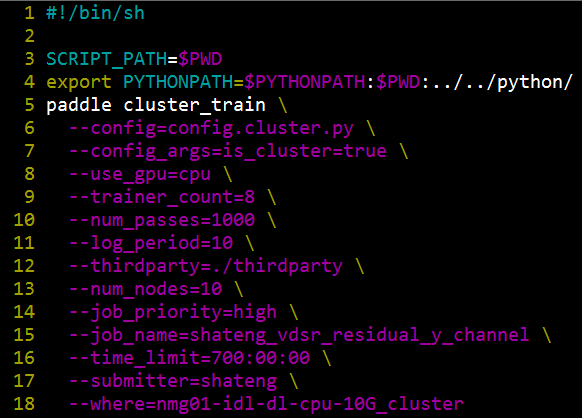 1 #!/bin/sh
2
3 SCRIPT_PATH=$PWD
4 export PYTHONPATH=$PYTHONPATH:$PWD:../../python/
5 paddle cluster_train \
6   --config=config.cluster.py \
7   --config_args=is_cluster=true \
8   --use_gpu=cpu \
9   --trainer_count=8 \
10   --num_passes=1000 \
11   --log_period=10 \
12   --thirdparty=./thirdparty \
13   --num_nodes=10 \
14   --job_priority=high \
15   --job_name=shateng_vdsr_residual_y_channel \
16   --time_limit=700:00:00 \
17   --submitter=shateng \
18   --where=nmg01-idl-dl-cpu-10G_cluster